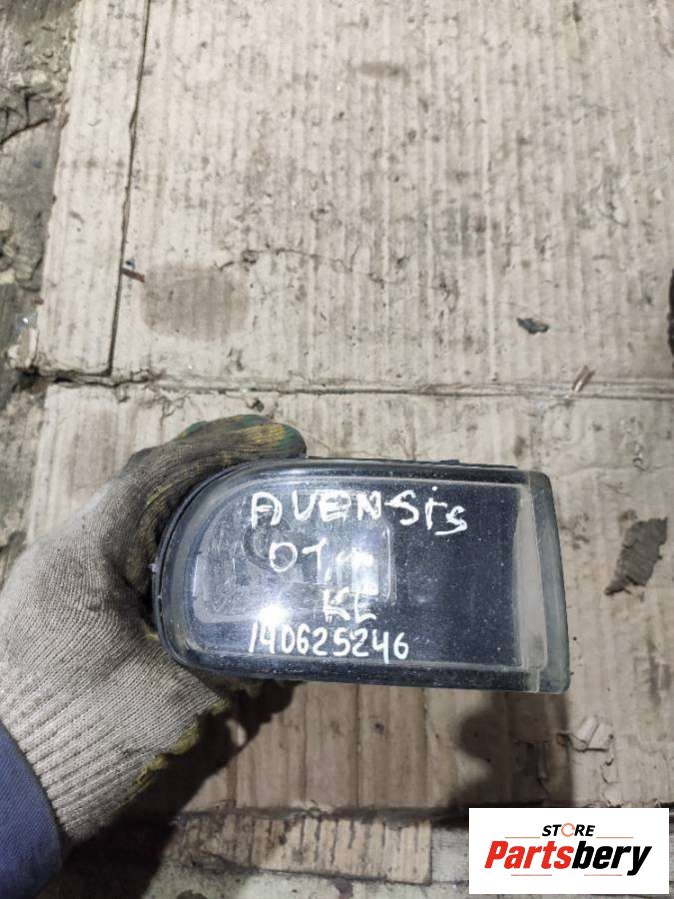 AVENSis
01
KL
140625246
STORE
Partsbery